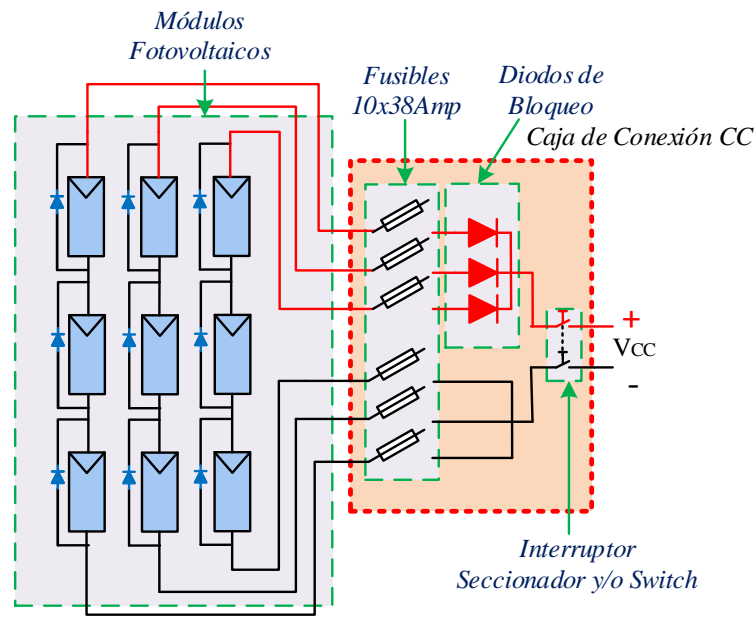 Módulos
Fotovoltaicos
Fusibles
10x38Amp
Diodos de
Bloqueo
Caja de Conexión CC
+
VCC
-
Interruptor
Seccionador y/o Switch